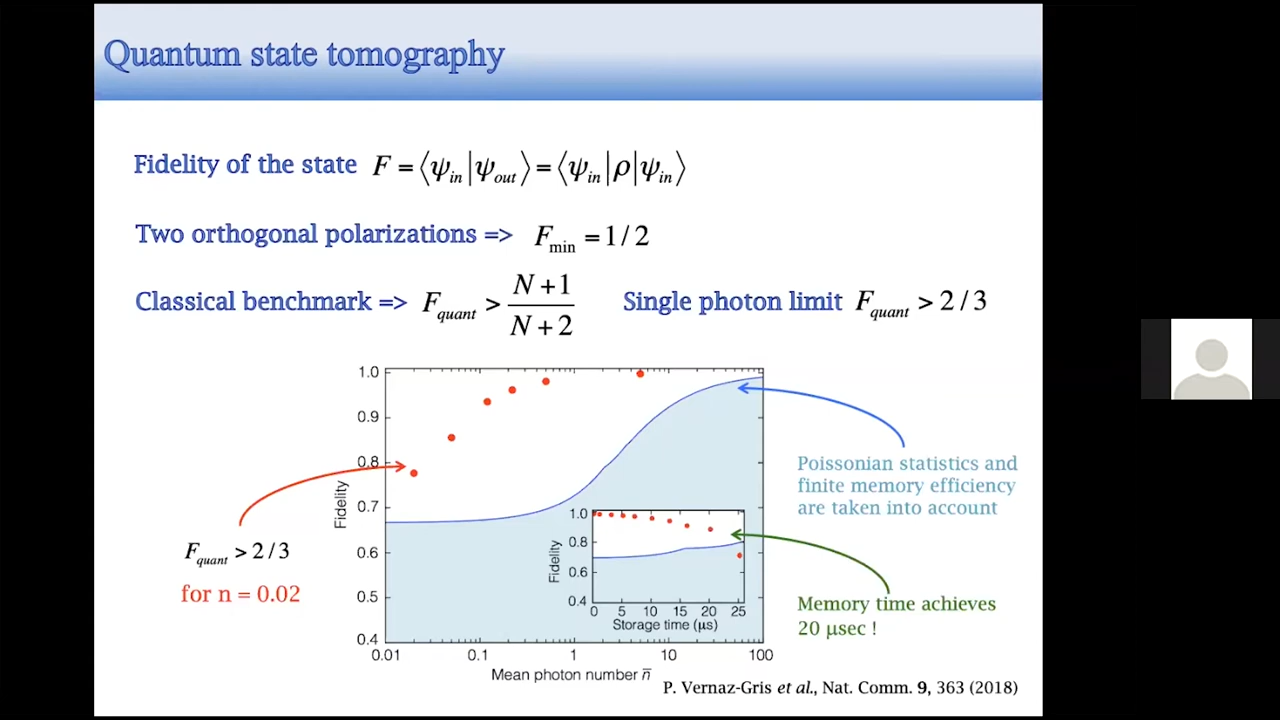 Quantum state tomography
Fidelity of the state F = ⟨ψin|ψout⟩ = ⟨ψin|ρ|ψin⟩
Two orthogonal polarizations => Fmin = 1 / 2
Classical benchmark => Fquant > N + 1 / N + 2 Single photon limit Fquant > 2 / 3
1.0
0.9
0.8
0.7
0.6
0.5
0.4
Fidelity
0.01 0.1 1 10 100
Mean photon number n̄
1.0
0.8
0.6
0.4
Fidelity
0 5 10 15 20 25
Storage time (μs)
Fquant > 2 / 3
for n = 0.02
Poissonian statistics and
finite memory efficiency
are taken into account
Memory time achieves
20 μsec !
P. Vernaz-Gris et al., Nat. Comm. 9, 363 (2018)